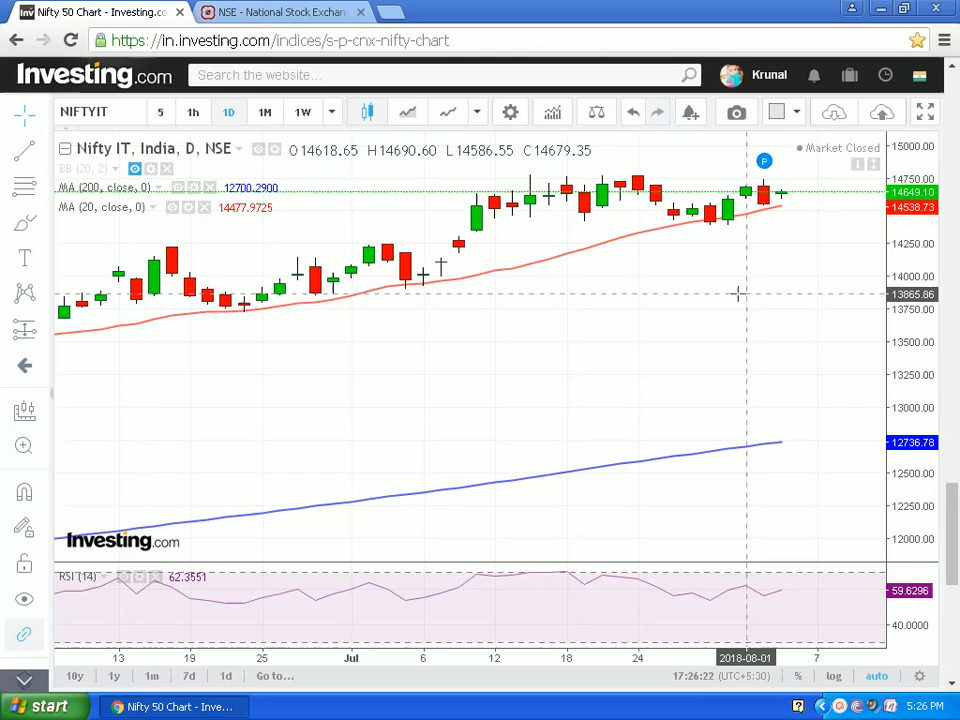 Nifty 50 Chart - Investing.co
NSE - National Stock Exchan
https://in.investing.com/indices/s-p-cnx-nifty-chart
Investing.com
Search the website...
Krunal
NIFTYIT 5 1h 1D 1M 1W
Nifty IT, India, D, NSE O14618.65 H14690.60 L14586.55 C14679.35
Market Closed
P
BB (20, 2)
MA (200, close, 0) 12700.2900
MA (20, close, 0) 14477.9725
15000.00
14750.00
14649.10
14538.73
14250.00
14000.00
13865.86
13750.00
13500.00
13250.00
13000.00
12736.78
12500.00
12250.00
12000.00
Investing.com
RSI (14) 62.3551
59.6296
40.0000
13 19 25 Jul 6 12 18 24 2018-08-01 7
10y 1y 1m 7d 1d Go to... 17:26:22 (UTC+5:30) % log auto
start
Nifty 50 Chart - Inve...
5:26 PM